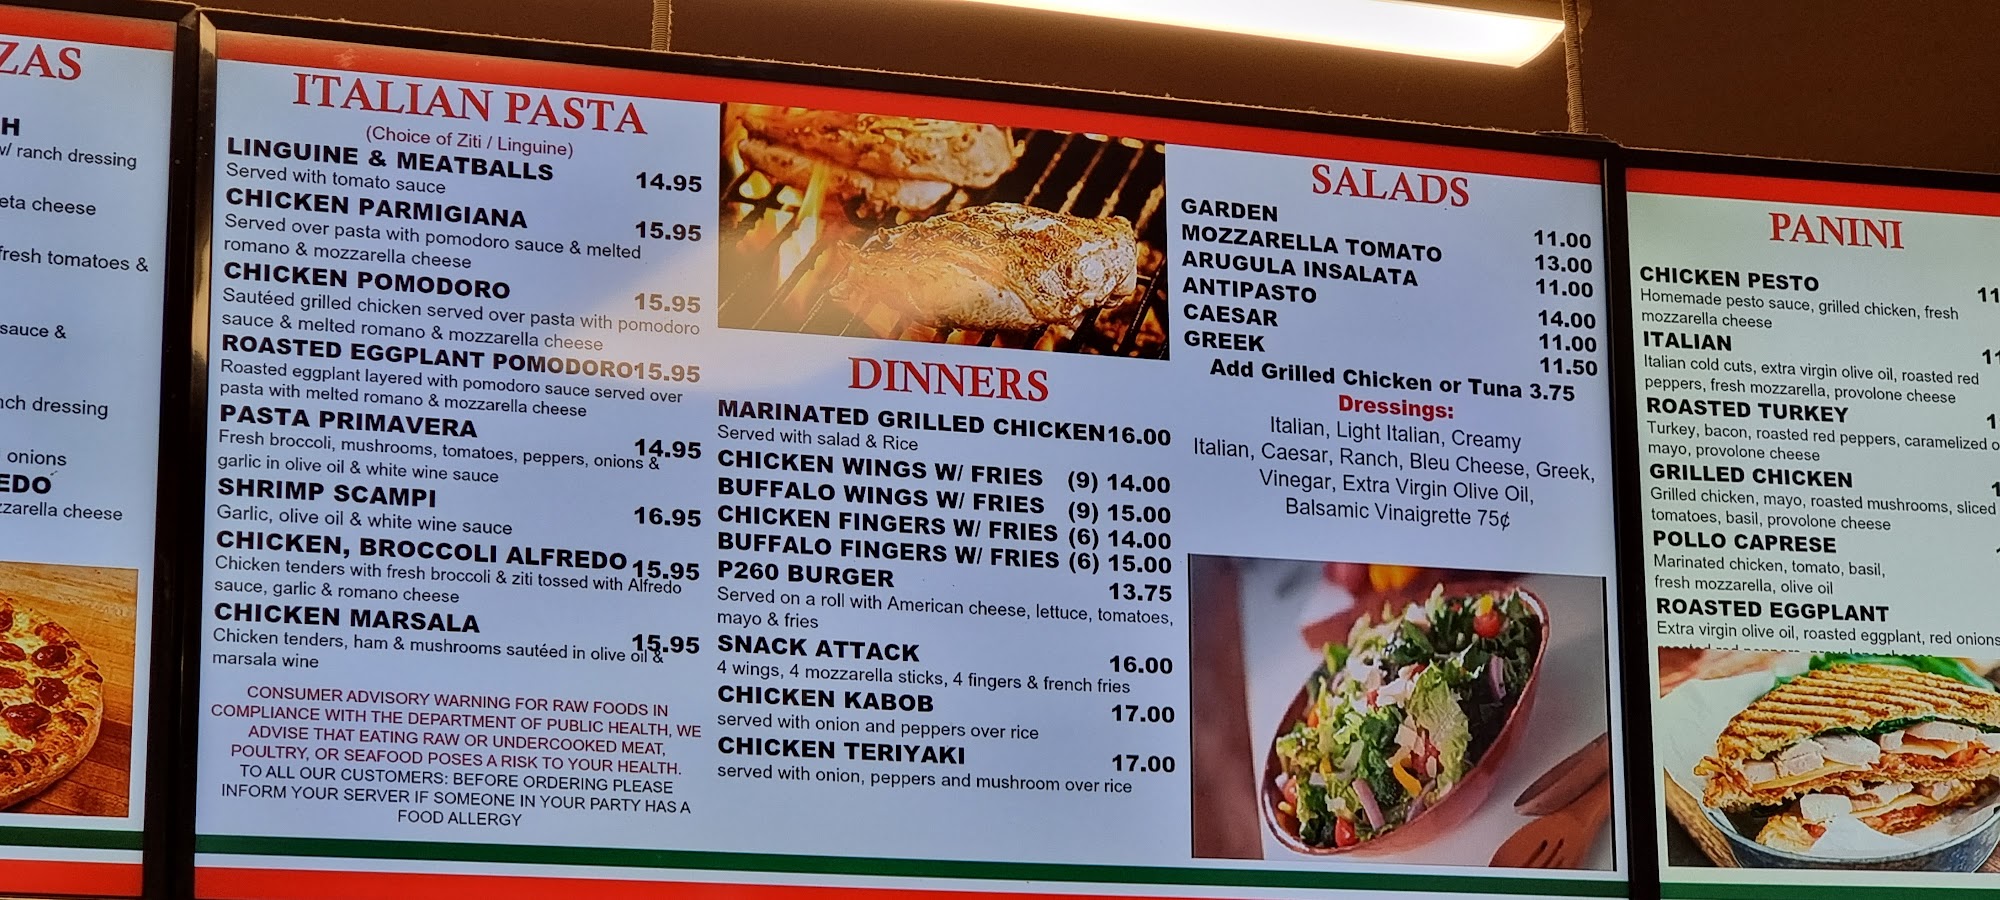 ZAS
H
w/ ranch dressing
eta cheese
fresh tomatoes &
sauce &
nch dressing
onions
EDO
zzarella cheese
ITALIAN PASTA
(Choice of Ziti / Linguine)
LINGUINE & MEATBALLS 14.95
Served with tomato sauce
CHICKEN PARMIGIANA 15.95
Served over pasta with pomodoro sauce & melted
romano & mozzarella cheese
CHICKEN POMODORO 15.95
Sautéed grilled chicken served over pasta with pomodoro
sauce & melted romano & mozzarella cheese
ROASTED EGGPLANT POMODORO 15.95
Roasted eggplant layered with pomodoro sauce served over
pasta with melted romano & mozzarella cheese
PASTA PRIMAVERA 14.95
Fresh broccoli, mushrooms, tomatoes, peppers, onions &
garlic in olive oil & white wine sauce
SHRIMP SCAMPI 16.95
Garlic, olive oil & white wine sauce
CHICKEN, BROCCOLI ALFREDO 15.95
Chicken tenders with fresh broccoli & ziti tossed with Alfredo
sauce, garlic & romano cheese
CHICKEN MARSALA 15.95
Chicken tenders, ham & mushrooms sautéed in olive oil &
marsala wine
CONSUMER ADVISORY WARNING FOR RAW FOODS IN
COMPLIANCE WITH THE DEPARTMENT OF PUBLIC HEALTH, WE
ADVISE THAT EATING RAW OR UNDERCOOKED MEAT,
POULTRY, OR SEAFOOD POSES A RISK TO YOUR HEALTH.
TO ALL OUR CUSTOMERS: BEFORE ORDERING PLEASE
INFORM YOUR SERVER IF SOMEONE IN YOUR PARTY HAS A
FOOD ALLERGY
DINNERS
MARINATED GRILLED CHICKEN 16.00
Served with salad & Rice
CHICKEN WINGS W/ FRIES (9) 14.00
BUFFALO WINGS W/ FRIES (9) 15.00
CHICKEN FINGERS W/ FRIES (6) 14.00
BUFFALO FINGERS W/ FRIES (6) 15.00
P260 BURGER 13.75
Served on a roll with American cheese, lettuce, tomatoes,
mayo & fries
SNACK ATTACK 16.00
4 wings, 4 mozzarella sticks, 4 fingers & french fries
CHICKEN KABOB 17.00
served with onion and peppers over rice
CHICKEN TERIYAKI 17.00
served with onion, peppers and mushroom over rice
SALADS
GARDEN 11.00
MOZZARELLA TOMATO 13.00
ARUGULA INSALATA 11.00
ANTIPASTO 14.00
CAESAR 11.00
GREEK 11.50
Add Grilled Chicken or Tuna 3.75
Dressings:
Italian, Light Italian, Creamy
Italian, Caesar, Ranch, Bleu Cheese, Greek,
Vinegar, Extra Virgin Olive Oil,
Balsamic Vinaigrette 75¢
PANINI
CHICKEN PESTO 11
Homemade pesto sauce, grilled chicken, fresh
mozzarella cheese
ITALIAN 11
Italian cold cuts, extra virgin olive oil, roasted red
peppers, fresh mozzarella, provolone cheese
ROASTED TURKEY 1
Turkey, bacon, roasted red peppers, caramelized o
mayo, provolone cheese
GRILLED CHICKEN 1
Grilled chicken, mayo, roasted mushrooms, sliced
tomatoes, basil, provolone cheese
POLLO CAPRESE
Marinated chicken, tomato, basil,
fresh mozzarella, olive oil
ROASTED EGGPLANT
Extra virgin olive oil, roasted eggplant, red onions